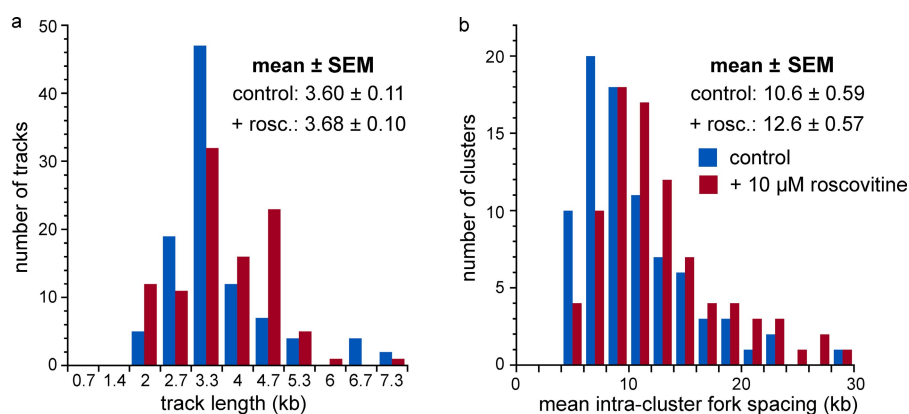 a
50
40
30
20
10
0
number of tracks
mean ± SEM
control: 3.60 ± 0.11
+ rosc.: 3.68 ± 0.10
0.7 1.4 2 2.7 3.3 4 4.7 5.3 6 6.7 7.3
track length (kb)
b
20
15
10
5
0
number of clusters
mean ± SEM
control: 10.6 ± 0.59
+ rosc.: 12.6 ± 0.57
control
+ 10 μM roscovitine
0 10 20 30
mean intra-cluster fork spacing (kb)